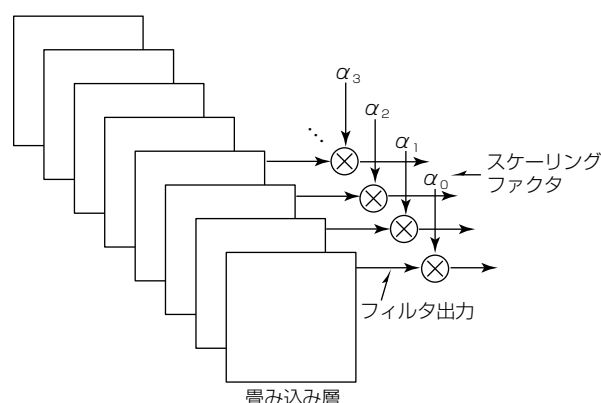 α3
α2
α1
α0
スケーリング
ファクタ
フィルタ出力
畳み込み層